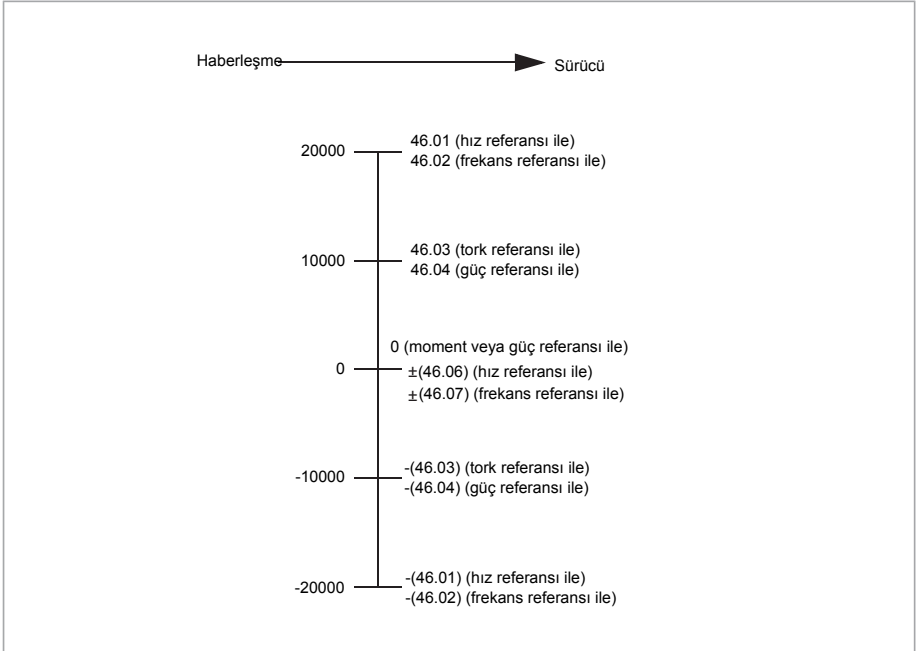 Haberleşme Sürücü
20000 46.01 (hız referansı ile)
46.02 (frekans referansı ile)
10000 46.03 (tork referansı ile)
46.04 (güç referansı ile)
0 (moment veya güç referansı ile)
0 ±(46.06) (hız referansı ile)
±(46.07) (frekans referansı ile)
-10000 -(46.03) (tork referansı ile)
-(46.04) (güç referansı ile)
-20000 -(46.01) (hız referansı ile)
-(46.02) (frekans referansı ile)